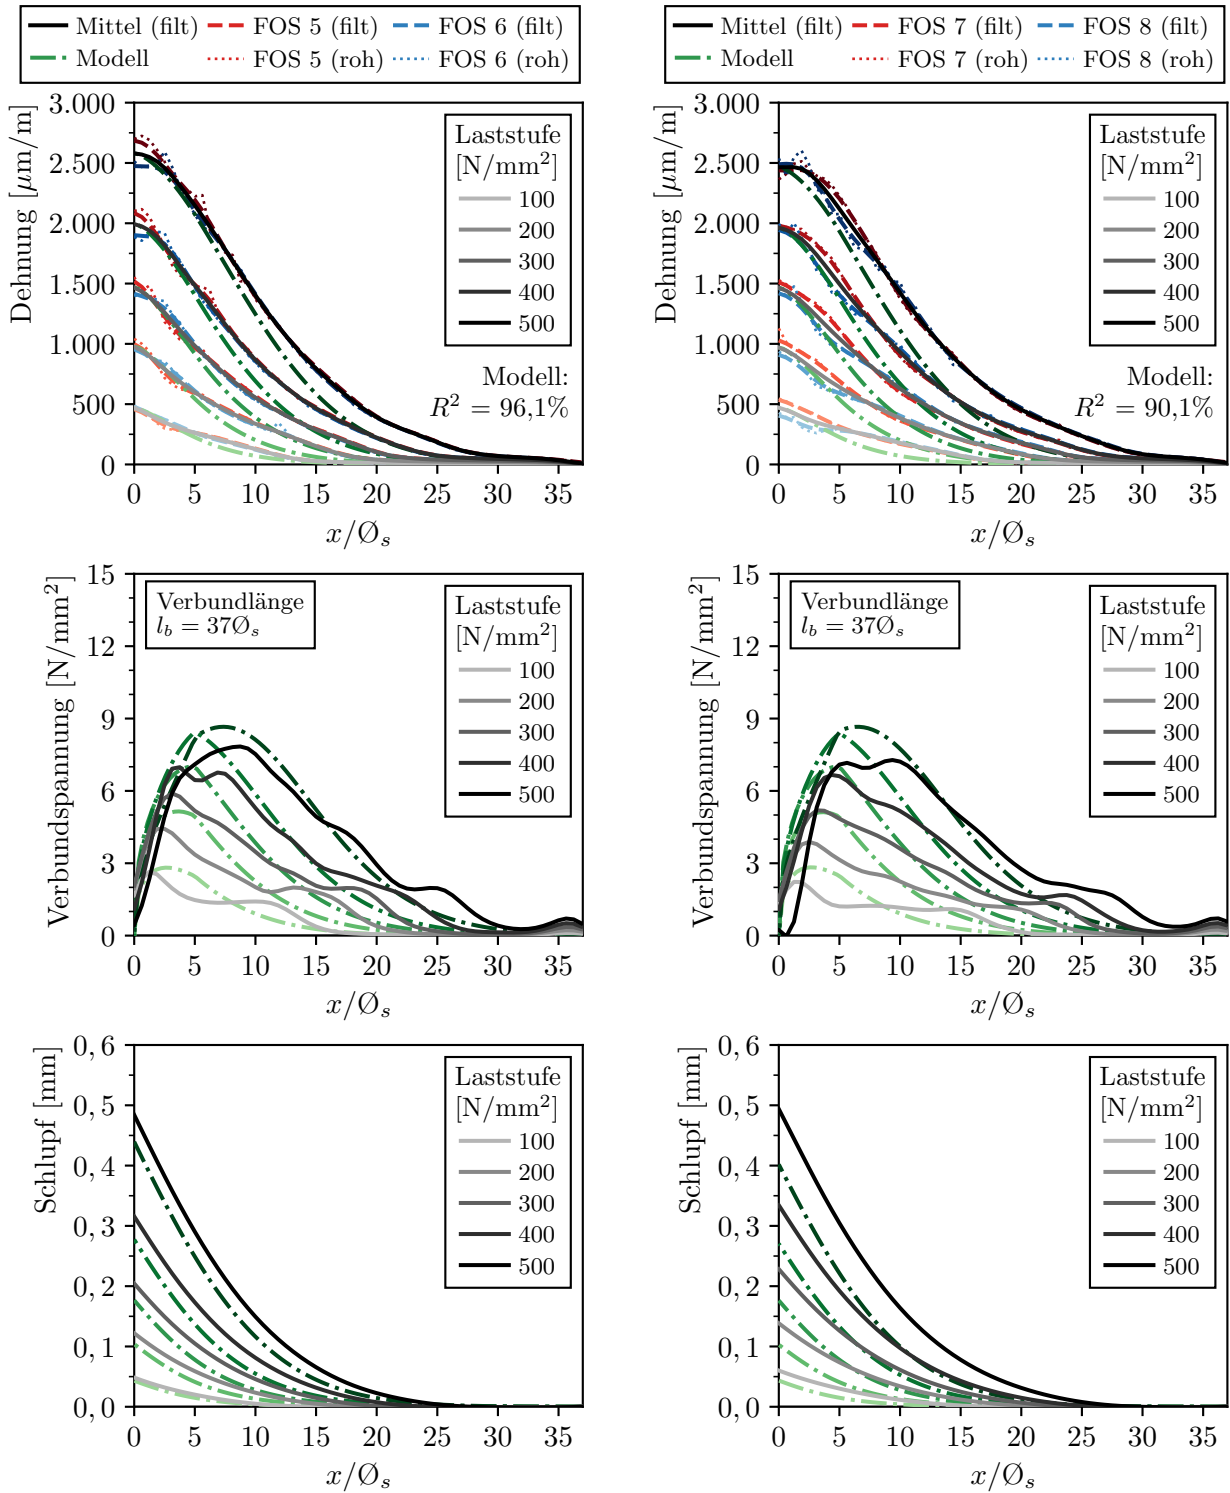 Mittel (filt) FOS 5 (filt) FOS 6 (filt)
Modell FOS 5 (roh) FOS 6 (roh)
3.000
2.500
2.000
1.500
1.000
500
0
Dehnung [μm/m]
Laststufe
[N/mm²]
100
200
300
400
500
Modell:
R² = 96,1%
0 5 10 15 20 25 30 35
x/Øₛ
Mittel (filt) FOS 7 (filt) FOS 8 (filt)
Modell FOS 7 (roh) FOS 8 (roh)
3.000
2.500
2.000
1.500
1.000
500
0
Dehnung [μm/m]
Laststufe
[N/mm²]
100
200
300
400
500
Modell:
R² = 90,1%
0 5 10 15 20 25 30 35
x/Øₛ
15
12
9
6
3
0
Verbundspannung [N/mm²]
Verbundlänge
l_b = 37Øₛ
Laststufe
[N/mm²]
100
200
300
400
500
0 5 10 15 20 25 30 35
x/Øₛ
15
12
9
6
3
0
Verbundspannung [N/mm²]
Verbundlänge
l_b = 37Øₛ
Laststufe
[N/mm²]
100
200
300
400
500
0 5 10 15 20 25 30 35
x/Øₛ
0,6
0,5
0,4
0,3
0,2
0,1
0,0
Schlupf [mm]
Laststufe
[N/mm²]
100
200
300
400
500
0 5 10 15 20 25 30 35
x/Øₛ
0,6
0,5
0,4
0,3
0,2
0,1
0,0
Schlupf [mm]
Laststufe
[N/mm²]
100
200
300
400
500
0 5 10 15 20 25 30 35
x/Øₛ